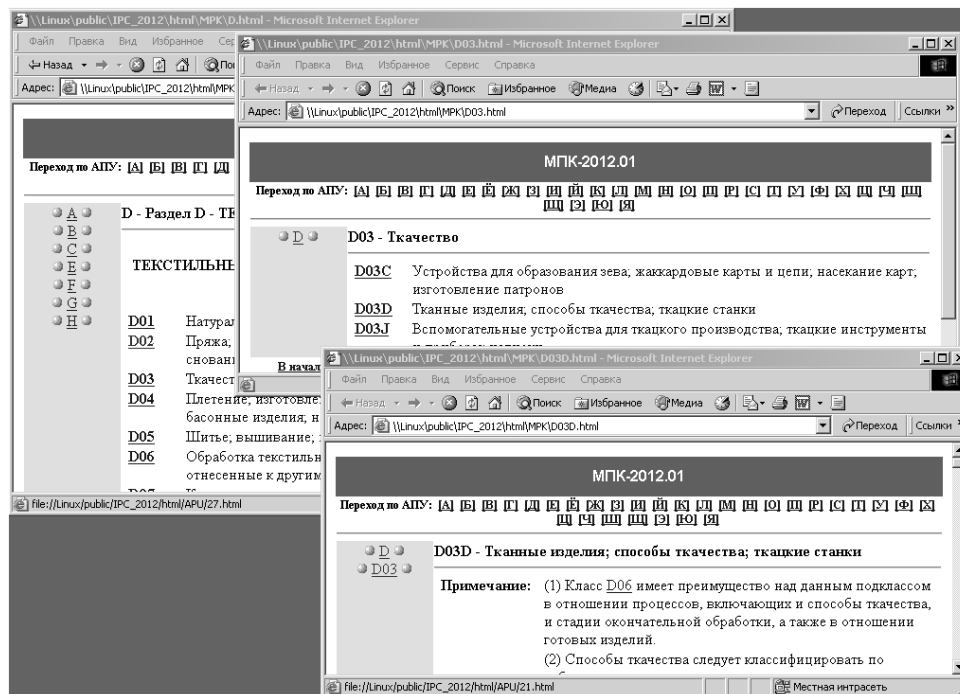 \\Linux\public\IPC_2012\html\MPK\D.html - Microsoft Internet Explorer
Файл Правка Вид Избранное
Назад
Адрес: \\Linux\public\IPC_2012\html\MPK
Переход по АПУ: [А] [Б] [В] [Г] [Д]
A
B
C
E
F
G
H
D - Раздел D -
D01
D02 Пряжа;
D03
D04 Плетение;
басонные изделия;
D05 Шитье; вышивание;
D06 Обработка
отнесенные к другим
file://Linux/public/IPC_2012/html/APU/27.html
\\Linux\public\IPC_2012\html\MPK\D03.html - Microsoft Internet Explorer
Файл Правка Вид Избранное Сервис Справка
Назад Поиск Избранное Медиа
Адрес: \\Linux\public\IPC_2012\html\MPK\D03.html Переход Ссылки »
МПК-2012.01
Переход по АПУ: [А] [Б] [В] [Г] [Д] [Е] [Ё] [Ж] [З] [И] [Й] [К] [Л] [М] [Н] [О] [П] [Р] [С] [Т] [У] [Ф] [Х] [Ц] [Ч] [Ш]
[Щ] [Э] [Ю] [Я]
D
D03 - Ткачество
D03C Устройства для образования зева; жаккардовые карты и цепи; насекание карт;
изготовление патронов
D03D Тканные изделия; способы ткачества; ткацкие станки
D03J Вспомогательные устройства для ткацкого производства; ткацкие инструменты
\\Linux\public\IPC_2012\html\MPK\D03D.html - Microsoft Internet Explorer
Файл Правка Вид Избранное Сервис Справка
Назад Поиск Избранное Медиа
Адрес: \\Linux\public\IPC_2012\html\MPK\D03D.html Переход Ссылки »
МПК-2012.01
Переход по АПУ: [А] [Б] [В] [Г] [Д] [Е] [Ё] [Ж] [З] [И] [Й] [К] [Л] [М] [Н] [О] [П] [Р] [С] [Т] [У] [Ф] [Х]
[Ц] [Ч] [Ш] [Щ] [Э] [Ю] [Я]
D
D03
D03D - Тканные изделия; способы ткачества; ткацкие станки
Примечание: (1) Класс D06 имеет преимущество над данным подклассом
в отношении процессов, включающих и способы ткачества,
и стадии окончательной обработки, а также в отношении
готовых изделий.
(2) Способы ткачества следует классифицировать по
file://Linux/public/IPC_2012/html/APU/21.html Местная интрасеть